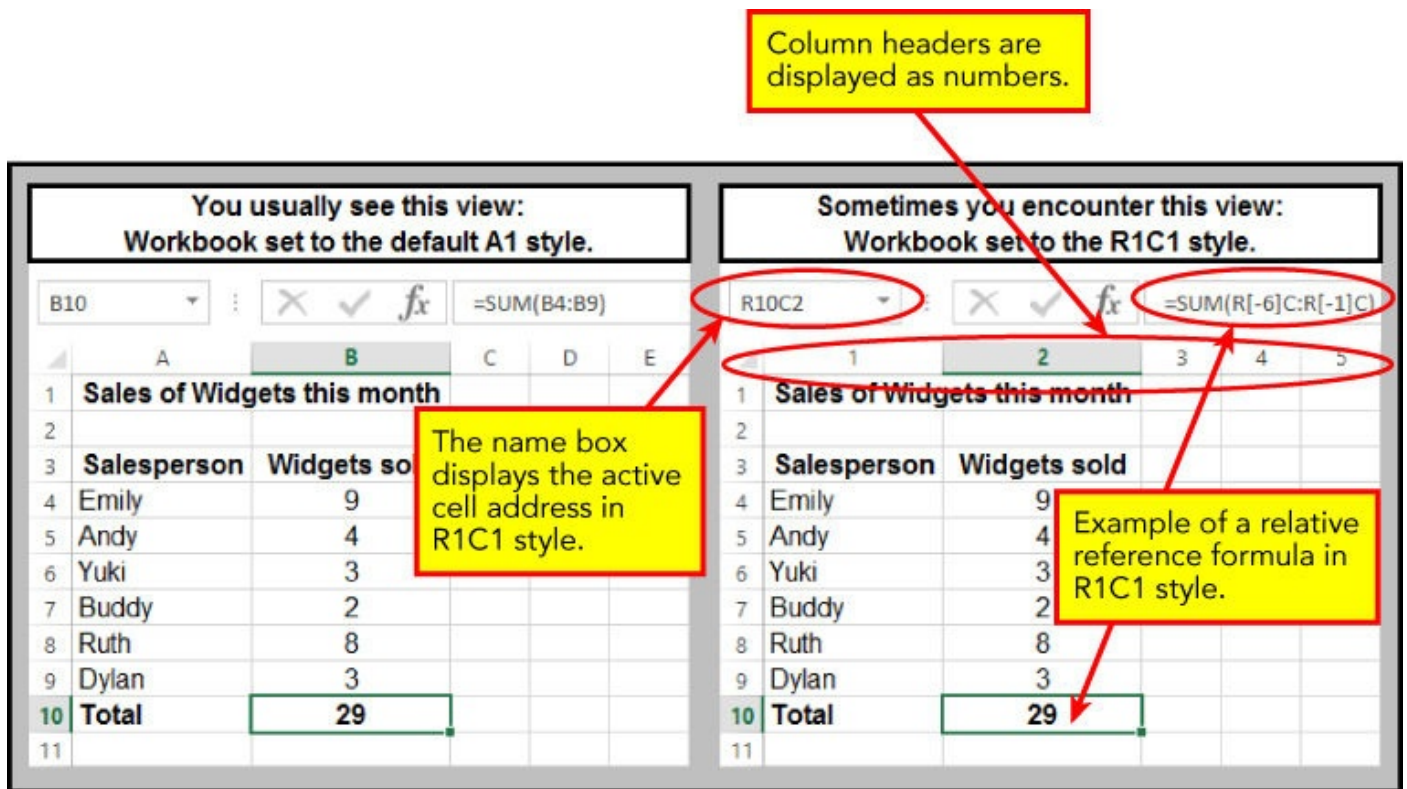 Column headers are
displayed as numbers.
You usually see this view:
Workbook set to the default A1 style.
B10 fx =SUM(B4:B9)
A B C D E
1 Sales of Widgets this month
2
3 Salesperson Widgets so
4 Emily 9
5 Andy 4
6 Yuki 3
7 Buddy 2
8 Ruth 8
9 Dylan 3
10 Total 29
11
The name box
displays the active
cell address in
R1C1 style.
Sometimes you encounter this view:
Workbook set to the R1C1 style.
R10C2 fx =SUM(R[-6]C:R[-1]C)
1 2 3 4 5
1 Sales of Widgets this month
2
3 Salesperson Widgets sold
4 Emily 9
5 Andy 4
6 Yuki 3
7 Buddy 2
8 Ruth 8
9 Dylan 3
10 Total 29
11
Example of a relative
reference formula in
R1C1 style.